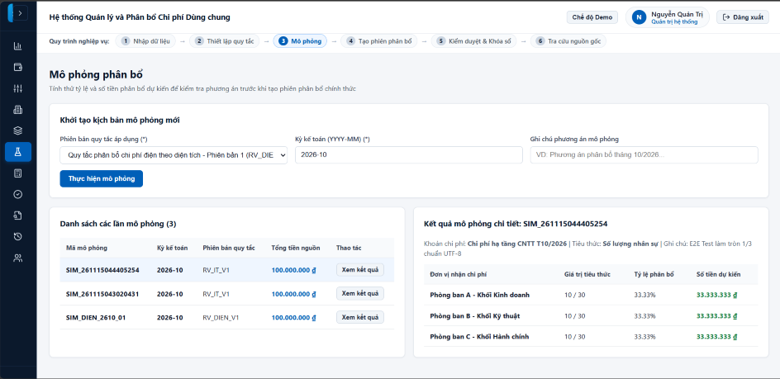 Hệ thống Quản lý và Phân bổ Chi phí Dùng chung
Chế độ Demo
N
Nguyễn Quản Trị
Quản trị hệ thống
Đăng xuất
Quy trình nghiệp vụ:
1 Nhập dữ liệu
2 Thiết lập quy tắc
3 Mô phỏng
4 Tạo phiên phân bổ
5 Kiểm duyệt & Khóa sổ
6 Tra cứu nguồn gốc
Mô phỏng phân bổ
Tính thử tỷ lệ và số tiền phân bổ dự kiến để kiểm tra phương án trước khi tạo phiên phân bổ chính thức
Khởi tạo kịch bản mô phỏng mới
Phiên bản quy tắc áp dụng (*)
Kỳ kế toán (YYYY-MM) (*)
Ghi chú phương án mô phỏng
Quy tắc phân bổ chi phí điện theo diện tích - Phiên bản 1 (RV_DIE
2026-10
VD: Phương án phân bổ tháng 10/2026...
Thực hiện mô phỏng
Danh sách các lần mô phỏng (3)
Mã mô phỏng Kỳ kế toán Phiên bản quy tắc Tổng tiền nguồn Thao tác
SIM_261115044405254 2026-10 RV_IT_V1 100.000.000 ₫ Xem kết quả
SIM_261115043020431 2026-10 RV_IT_V1 100.000.000 ₫ Xem kết quả
SIM_DIEN_2610_01 2026-10 RV_DIEN_V1 100.000.000 ₫ Xem kết quả
Kết quả mô phỏng chi tiết: SIM_261115044405254
Khoản chi phí: Chi phí hạ tầng CNTT T10/2026 | Tiêu thức: Số lượng nhân sự | Ghi chú: E2E Test làm tròn 1/3
chuẩn UTF-8
Đơn vị nhận chi phí Giá trị tiêu thức Tỷ lệ phân bổ Số tiền dự kiến
Phòng ban A - Khối Kinh doanh 10 / 30 33.33% 33.333.333 ₫
Phòng ban B - Khối Kỹ thuật 10 / 30 33.33% 33.333.333 ₫
Phòng ban C - Khối Hành chính 10 / 30 33.33% 33.333.333 ₫